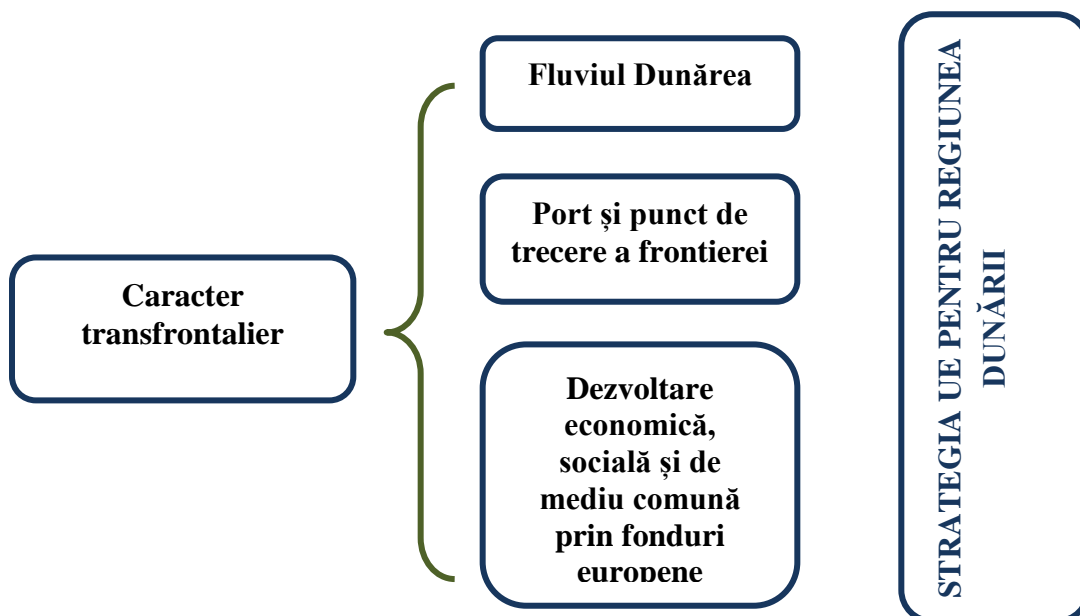 Fluviul Dunărea
Port și punct de
trecere a frontierei
Caracter
transfrontalier
Dezvoltare
economică,
socială și de
mediu comună
prin fonduri
europene
STRATEGIA UE PENTRU REGIUNEA
DUNĂRII